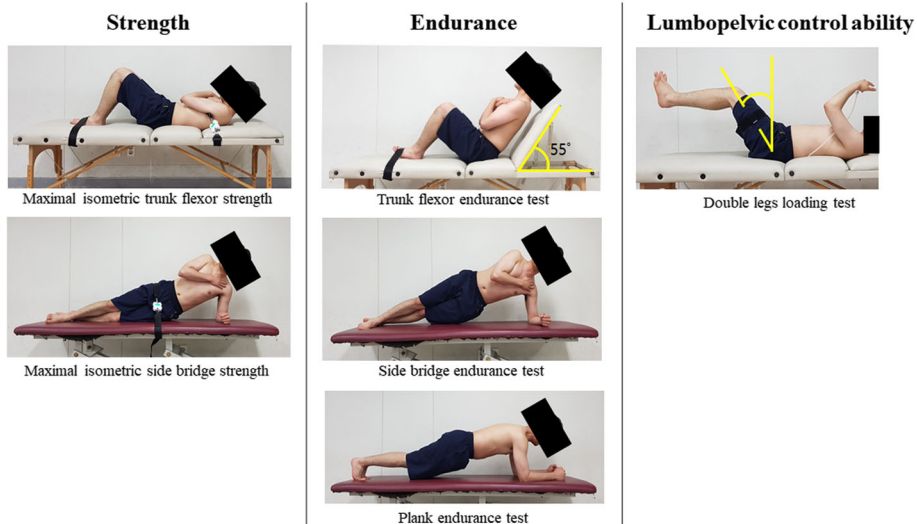 Strength
Maximal isometric trunk flexor strength
Maximal isometric side bridge strength
Endurance
55°
Trunk flexor endurance test
Side bridge endurance test
Plank endurance test
Lumbopelvic control ability
Double legs loading test